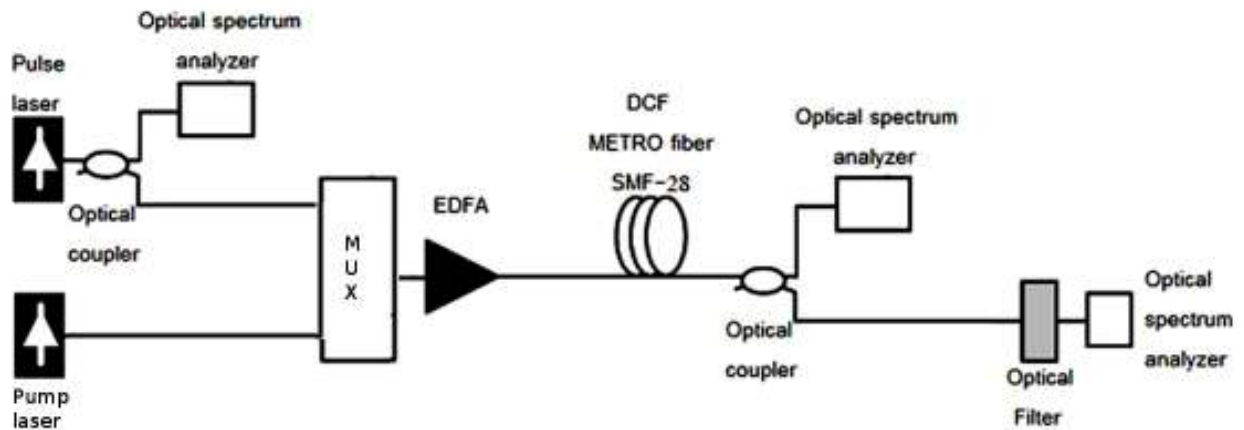 Optical spectrum
analyzer
Pulse
laser
Optical
coupler
Pump
laser
M
U
X
EDFA
DCF
METRO fiber
SMF-28
Optical spectrum
analyzer
Optical
coupler
Optical
Filter
Optical
spectrum
analyzer